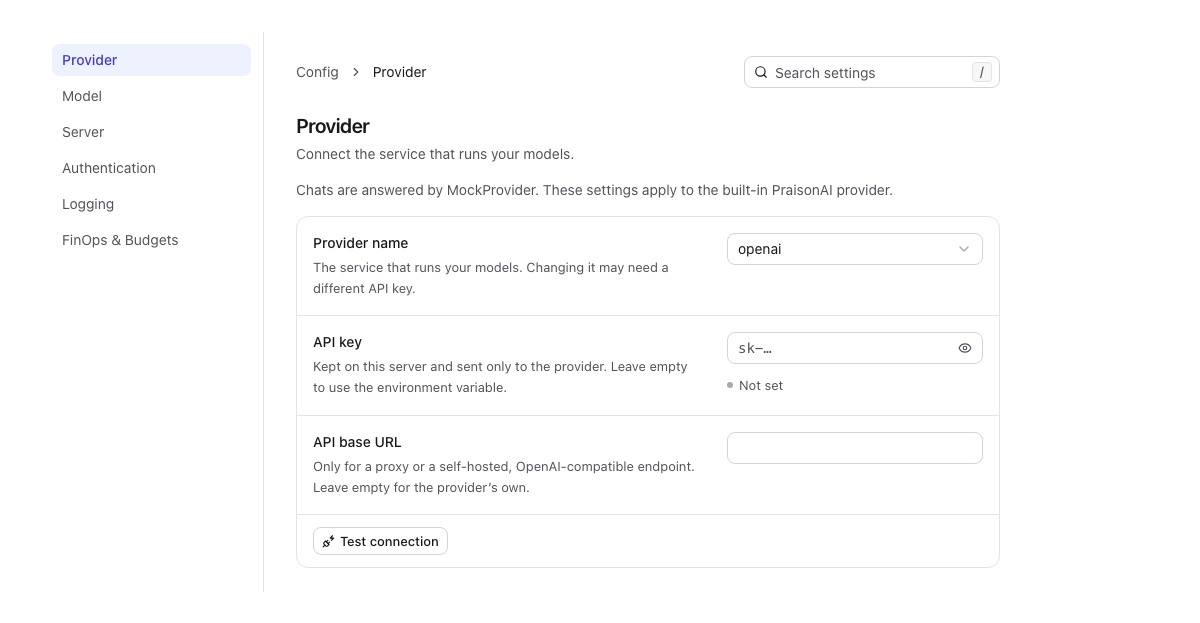 Provider
Model
Server
Authentication
Logging
FinOps & Budgets
Config > Provider
Search settings /
Provider
Connect the service that runs your models.
Chats are answered by MockProvider. These settings apply to the built-in PraisonAI provider.
Provider name
The service that runs your models. Changing it may need a
different API key.
openai
API key
Kept on this server and sent only to the provider. Leave empty
to use the environment variable.
sk-…
Not set
API base URL
Only for a proxy or a self-hosted, OpenAI-compatible endpoint.
Leave empty for the provider’s own.
Test connection